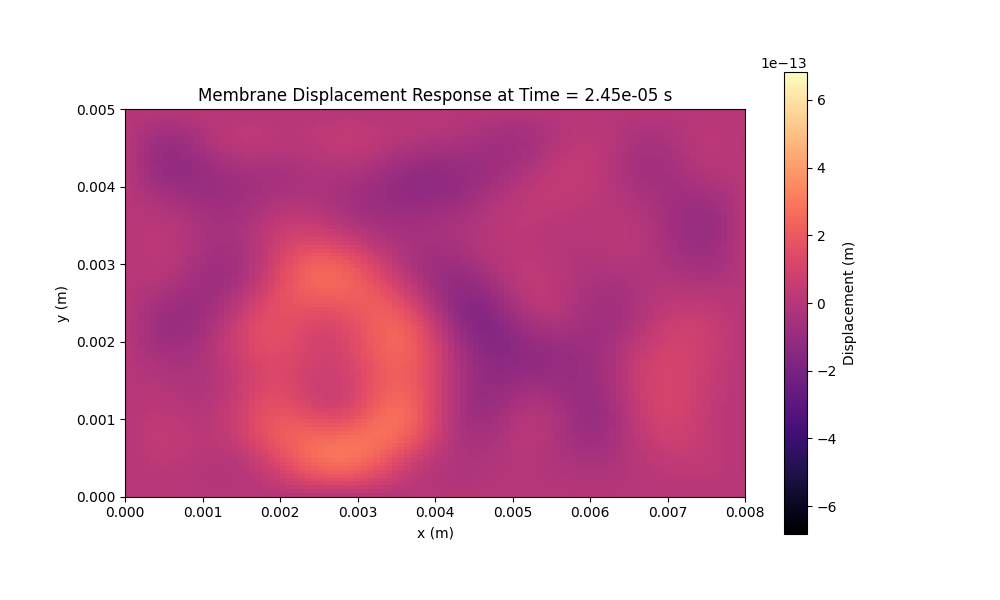 1e−13
Membrane Displacement Response at Time = 2.45e-05 s
0.005
0.004
0.003
0.002
0.001
0.000
y (m)
0.000 0.001 0.002 0.003 0.004 0.005 0.006 0.007 0.008
x (m)
6
4
2
0
−2
−4
−6
Displacement (m)